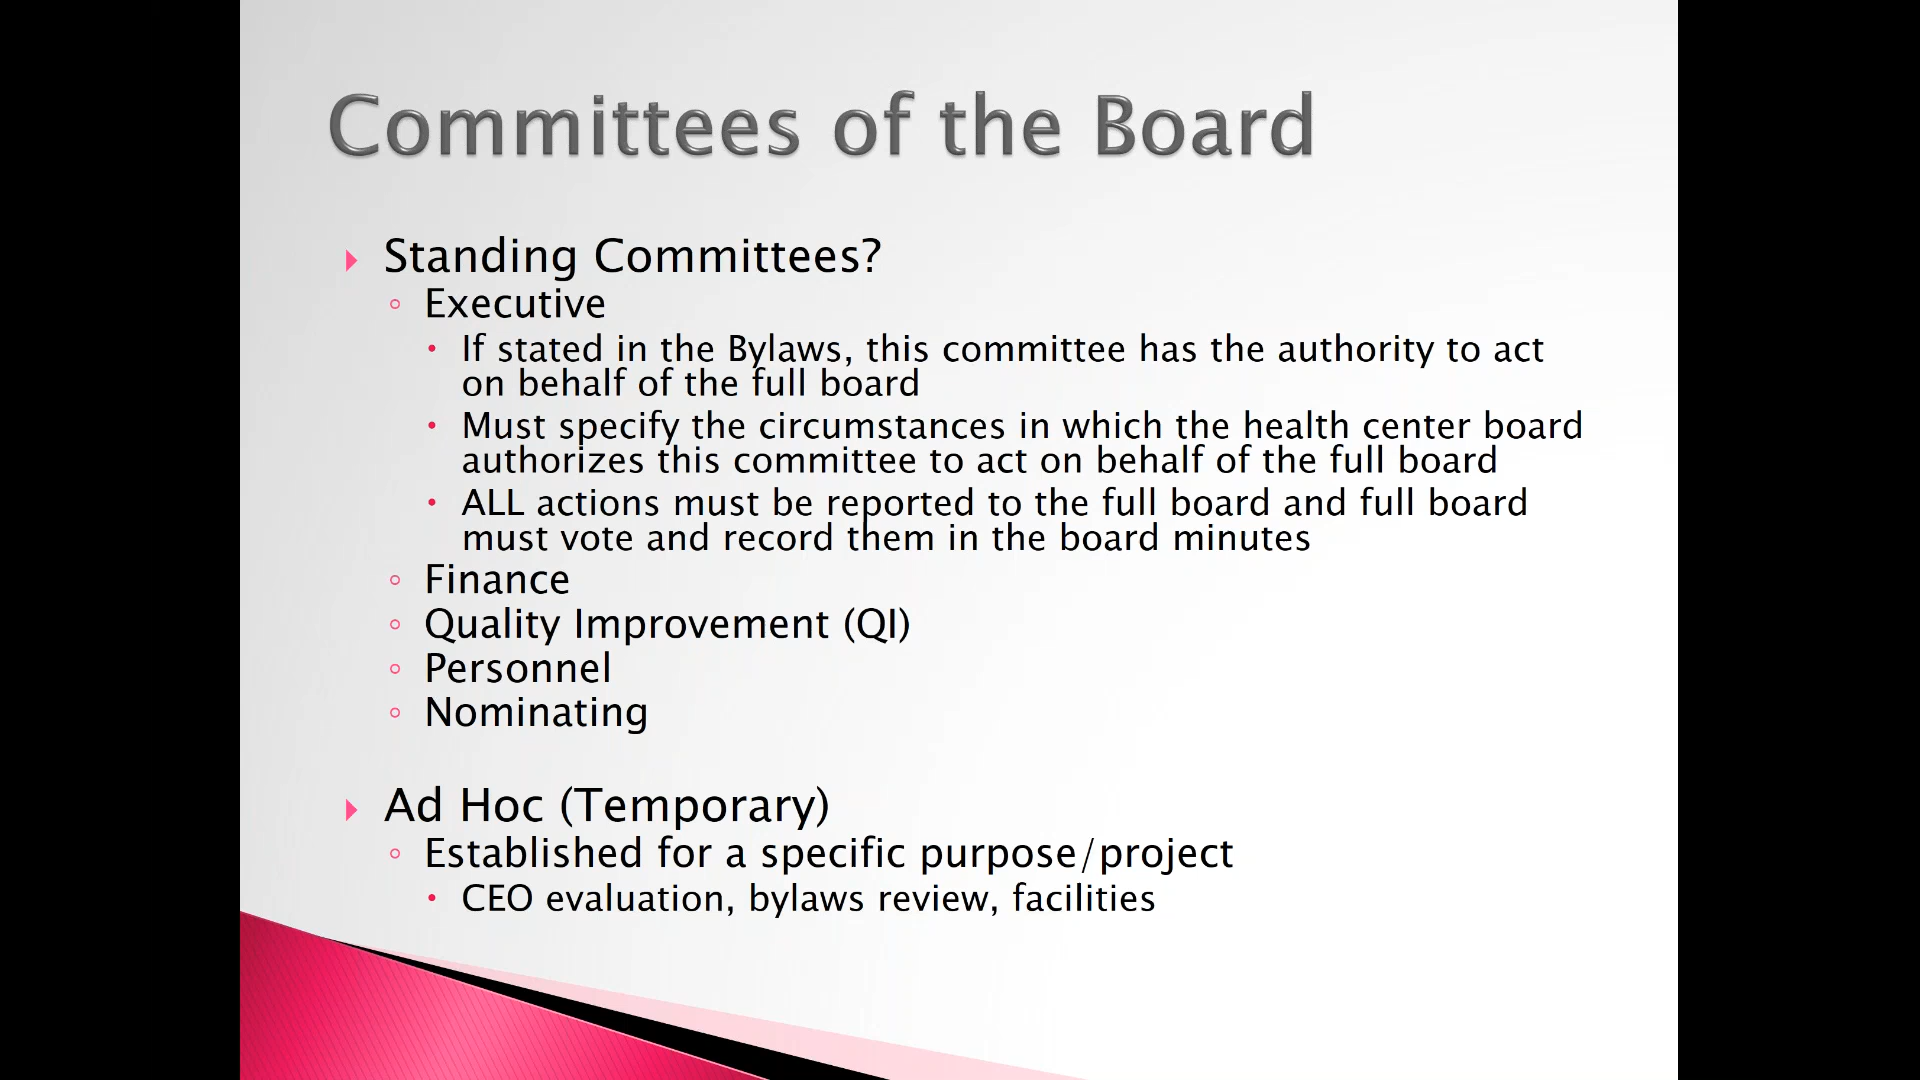 Committees of the Board
Standing Committees?
Executive
If stated in the Bylaws, this committee has the authority to act
on behalf of the full board
Must specify the circumstances in which the health center board
authorizes this committee to act on behalf of the full board
ALL actions must be reported to the full board and full board
must vote and record them in the board minutes
Finance
Quality Improvement (QI)
Personnel
Nominating
Ad Hoc (Temporary)
Established for a specific purpose/project
CEO evaluation, bylaws review, facilities